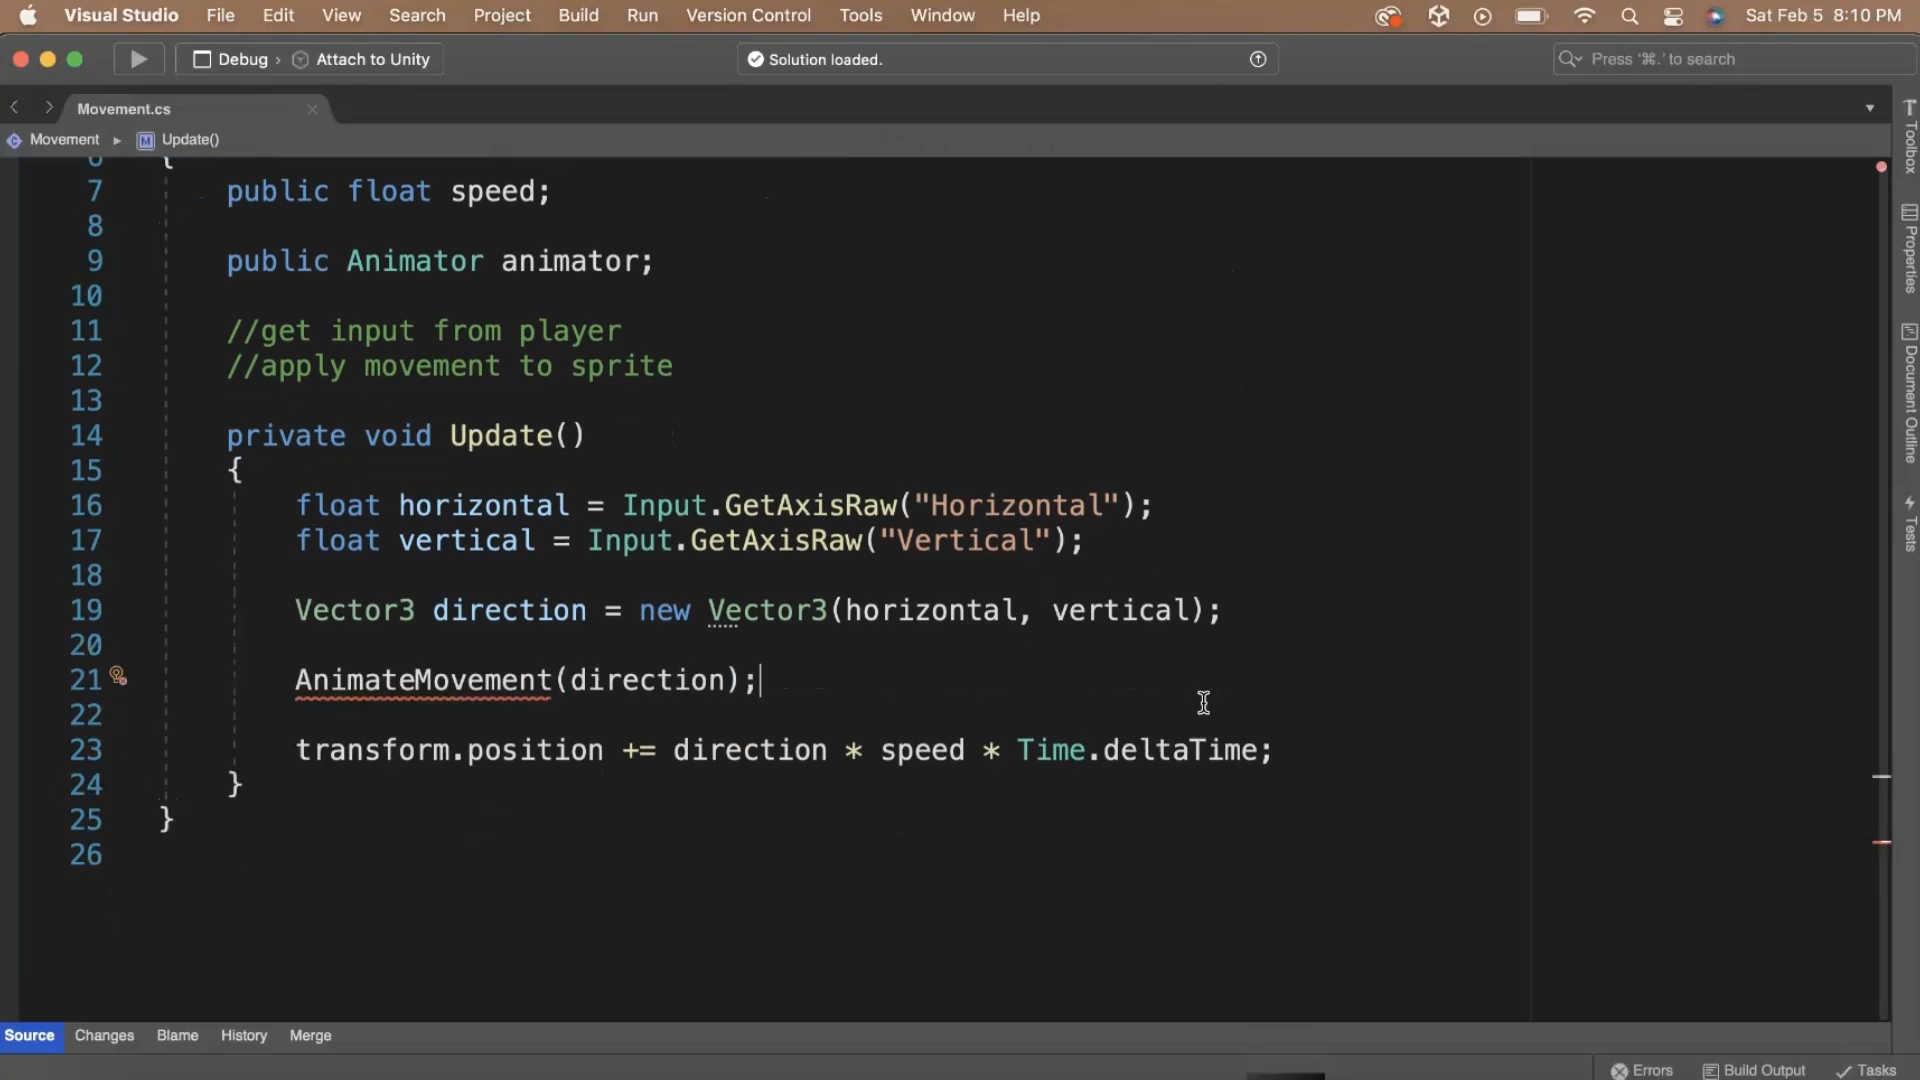 Visual Studio File Edit View Search Project Build Run Version Control Tools Window Help Sat Feb 5 8:10 PM
Debug › Attach to Unity Solution loaded. Press '⌘.' to search
Movement.cs
Movement Update()
6 {
7 public float speed;
8
9 public Animator animator;
10
11 //get input from player
12 //apply movement to sprite
13
14 private void Update()
15 {
16 float horizontal = Input.GetAxisRaw("Horizontal");
17 float vertical = Input.GetAxisRaw("Vertical");
18
19 Vector3 direction = new Vector3(horizontal, vertical);
20
21 AnimateMovement(direction);
22
23 transform.position += direction * speed * Time.deltaTime;
24 }
25 }
26
Toolbox
Properties
Document Outline
Tests
Source Changes Blame History Merge
Errors Build Output Tasks